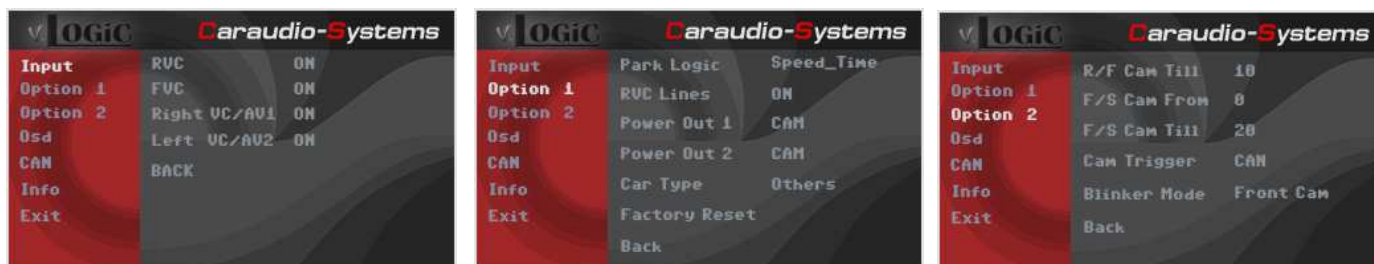 v.LOGiC Caraudio-Systems
Input RVC ON
Option 1 FVC ON
Option 2 Right VC/AV1 ON
Osd Left VC/AV2 ON
CAN BACK
Info
Exit
v.LOGiC Caraudio-Systems
Input Park Logic Speed_Time
Option 1 RVC Lines ON
Option 2 Power Out 1 CAM
Osd Power Out 2 CAM
CAN Car Type Others
Info Factory Reset
Exit Back
v.LOGiC Caraudio-Systems
Input R/F Cam Till 10
Option 1 F/S Cam From 0
Option 2 F/S Cam Till 20
Osd Cam Trigger CAN
CAN Blinker Mode Front Cam
Info Back
Exit